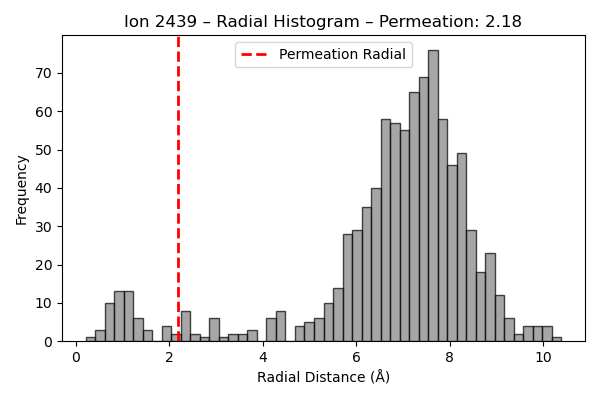 Ion 2439 – Radial Histogram – Permeation: 2.18
Permeation Radial
Frequency
70
60
50
40
30
20
10
0
0 2 4 6 8 10
Radial Distance (Å)